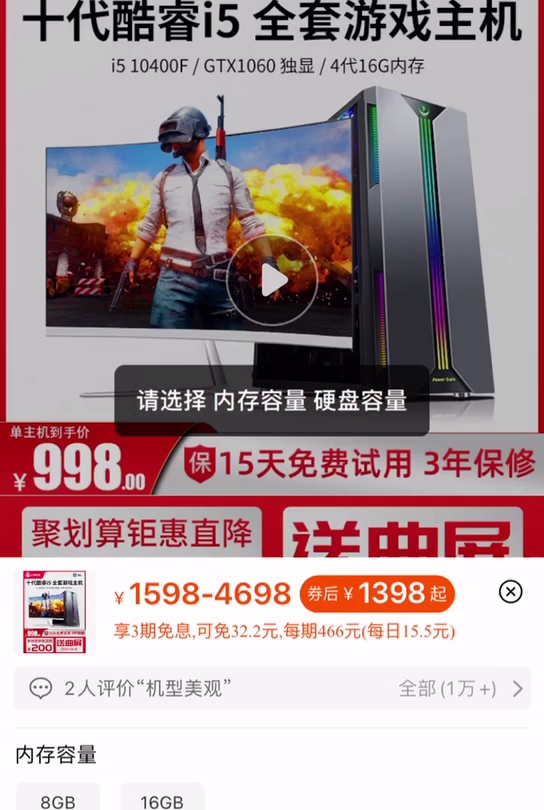 十代酷睿i5 全套游戏主机
i5 10400F / GTX1060 独显 / 4代16G内存
请选择 内存容量 硬盘容量
单主机到手价
¥998.00
保 15天免费试用 3年保修
聚划算钜惠直降
送曲屏
¥1598-4698 券后¥1398起
享3期免息,可免32.2元,每期466元(每日15.5元)
2人评价“机型美观” 全部(1万+)
内存容量
8GB 16GB